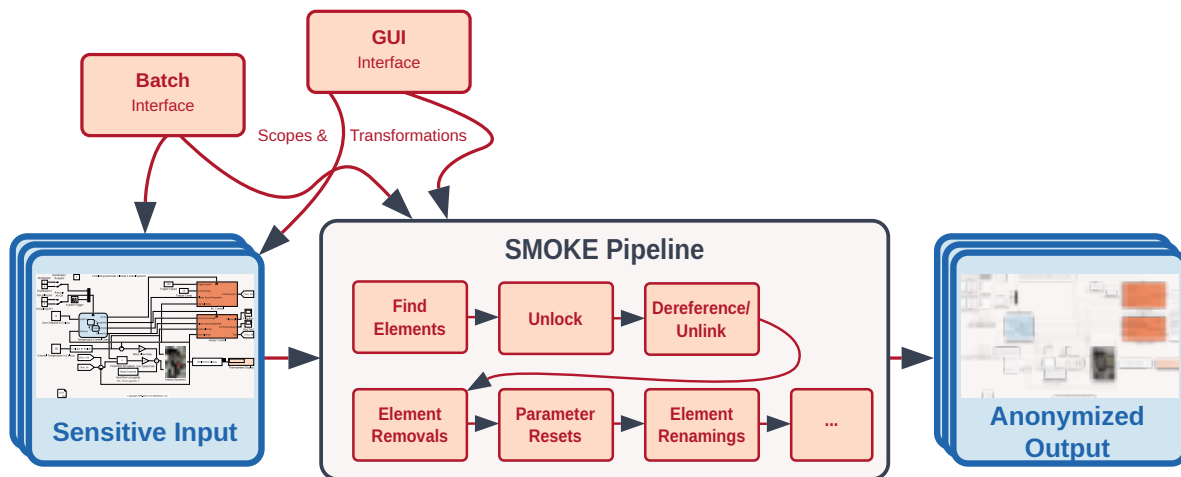 GUI
Interface
Batch
Interface
Scopes &
Transformations
SMOKE Pipeline
Find
Elements
Unlock
Dereference/
Unlink
Element
Removals
Parameter
Resets
Element
Renamings
...
Sensitive Input
Anonymized
Output